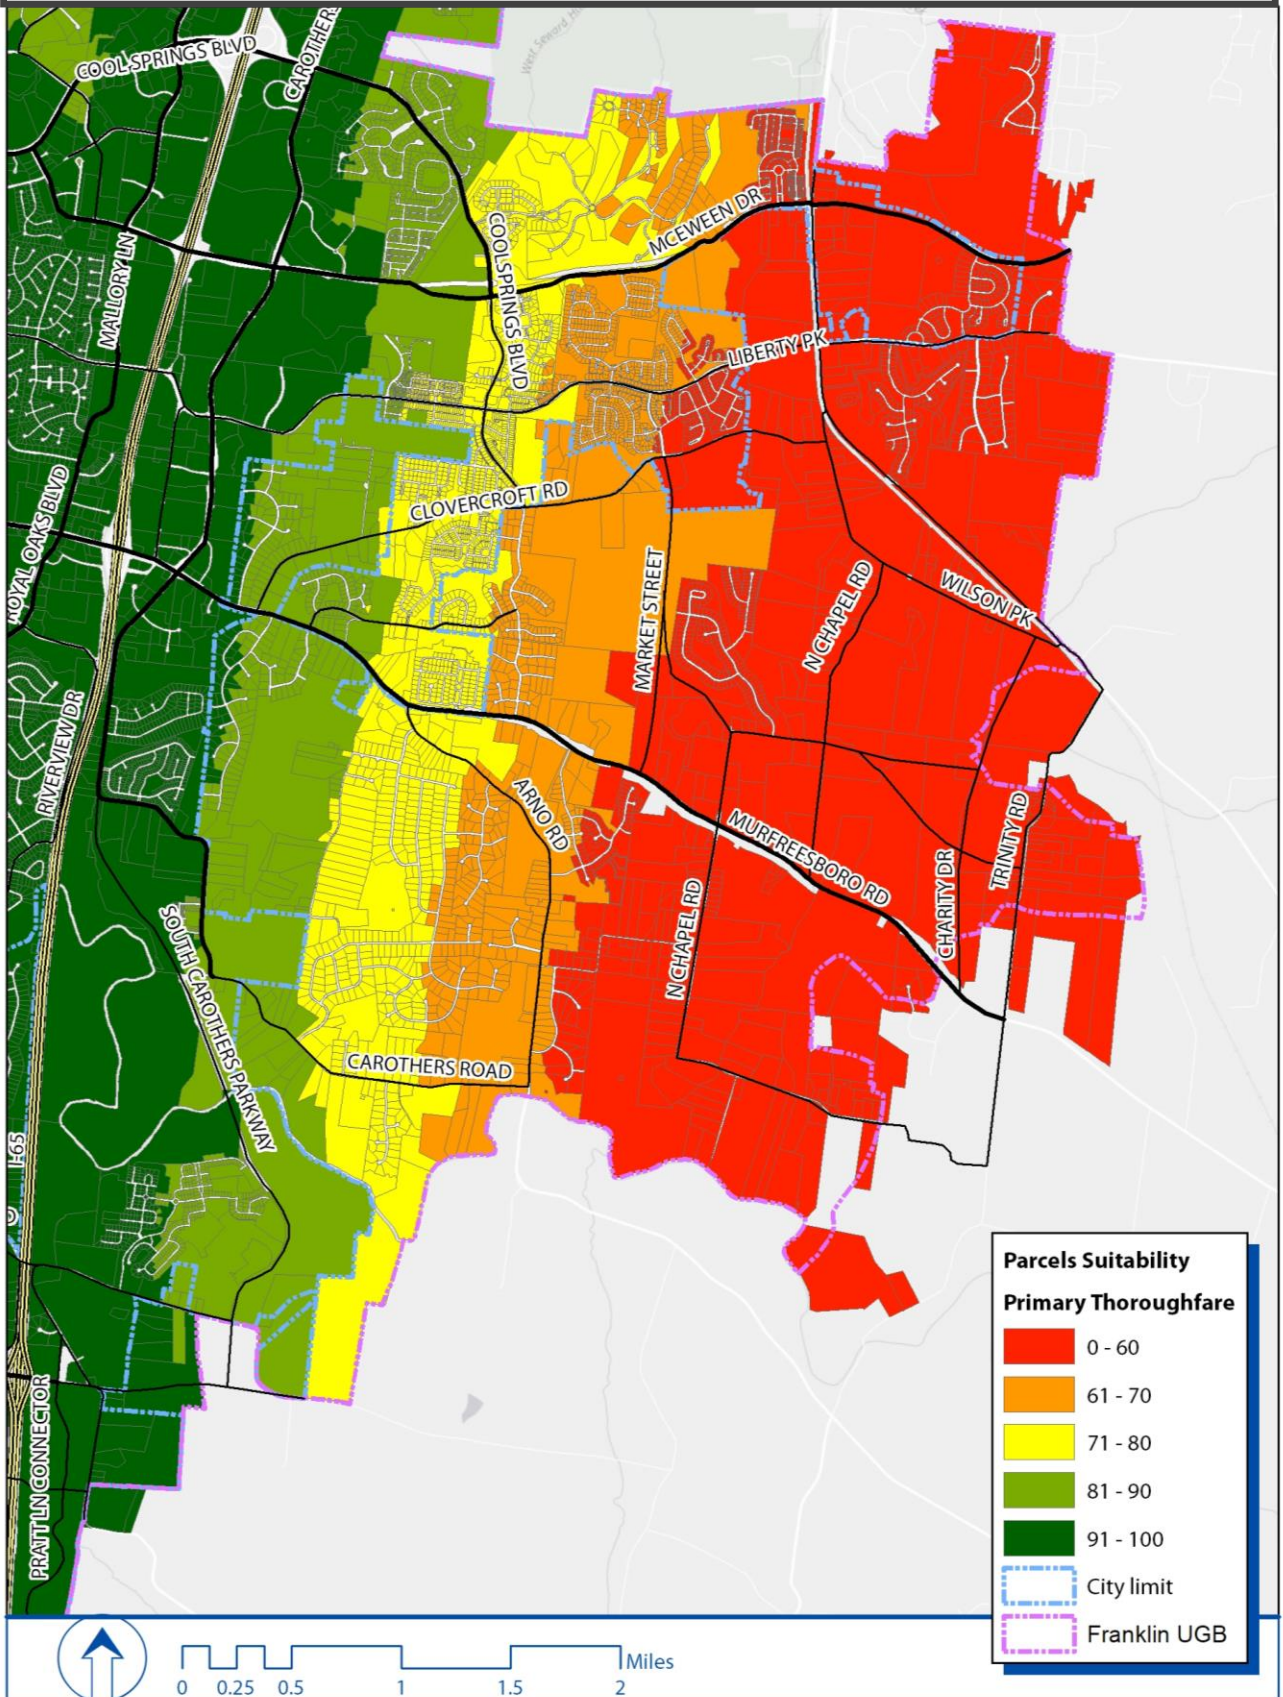 West Seward
COOL SPRINGS BLVD
CAROTHERS
MALLORY LN
COOLSPRINGS BLVD
MCEWEEN DR
LIBERTY PK
ROYAL OAKS BLVD
CLOVERCROFT RD
MARKET STREET
N CHAPEL RD
WILSON PK
RIVERVIEW DR
ARNO RD
MURFREESBORO RD
CHARITY DR
TRINITY RD
N CHAPEL RD
SOUTH CAROTHERS PARKWAY
CAROTHERS ROAD
I-65
PRATT LN CONNECTOR
Parcels Suitability
Primary Thoroughfare
0 - 60
61 - 70
71 - 80
81 - 90
91 - 100
City limit
Franklin UGB
Miles
0 0.25 0.5 1 1.5 2